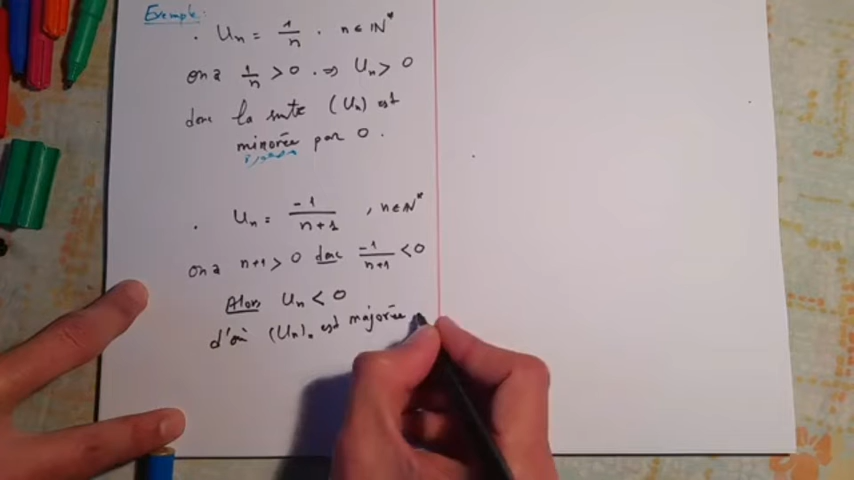 Exemple:
. Un = 1/n . n ∈ IN*
on a 1/n > 0 . ⇒ Un > 0
donc la suite (Un) est
minorée par 0.
. Un = -1/(n+1) , n ∈ IN*
on a n+1 > 0 donc -1/(n+1) < 0
Alors Un < 0
d'où (Un)n est majorée